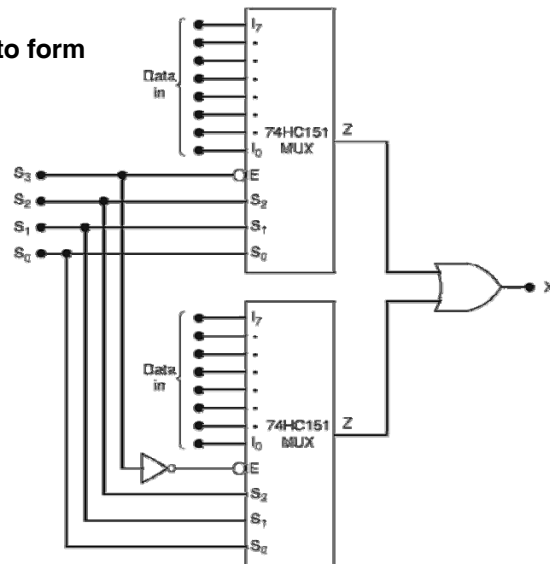 to form
I7
Data
in
74HC151
MUX
Z
I0
S3
E
S2
S2
S1
S1
S0
S0
X
I7
Data
in
74HC151
MUX
Z
I0
E
S2
S1
S0